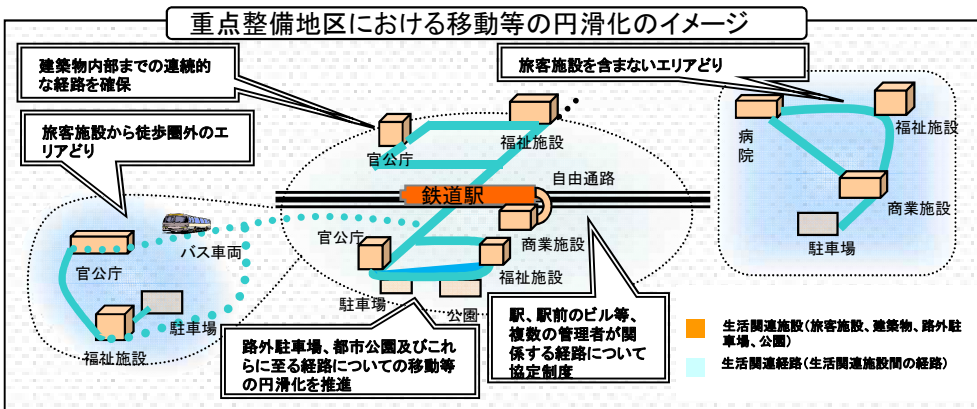 重点整備地区における移動等の円滑化のイメージ
建築物内部までの連続的
な経路を確保
旅客施設を含まないエリアどり
旅客施設から徒歩圏外のエ
リアどり
官公庁
福祉施設
自由通路
鉄道駅
病
院
福祉施設
商業施設
駐車場
バス車両
官公庁
駐車場
福祉施設
官公庁
商業施設
福祉施設
駐車場
公園
路外駐車場、都市公園及びこれ
らに至る経路についての移動等
の円滑化を推進
駅、駅前のビル等、
複数の管理者が関
係する経路について
協定制度
生活関連施設(旅客施設、建築物、路外駐
車場、公園)
生活関連経路(生活関連施設間の経路)